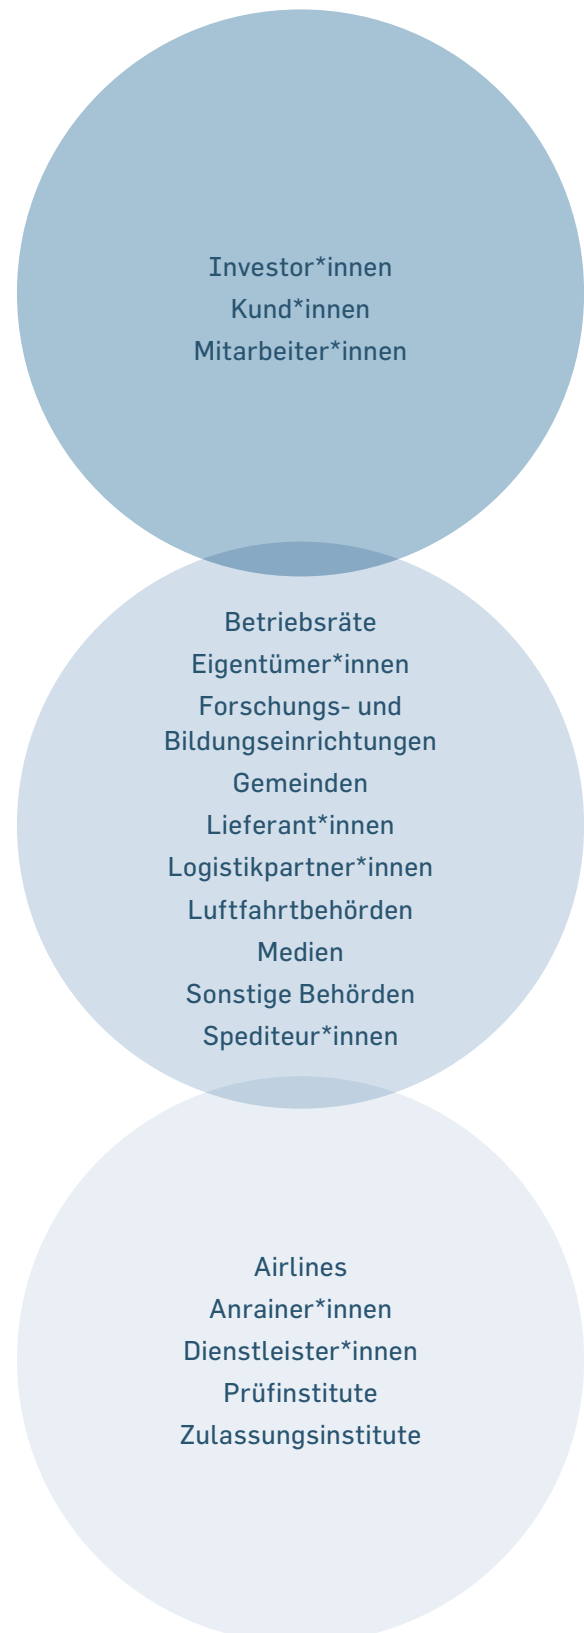 Investor*innen
Kund*innen
Mitarbeiter*innen
Betriebsräte
Eigentümer*innen
Forschungs- und
Bildungseinrichtungen
Gemeinden
Lieferant*innen
Logistikpartner*innen
Luftfahrtbehörden
Medien
Sonstige Behörden
Spediteur*innen
Airlines
Anrainer*innen
Dienstleister*innen
Prüfinstitute
Zulassungsinstitute